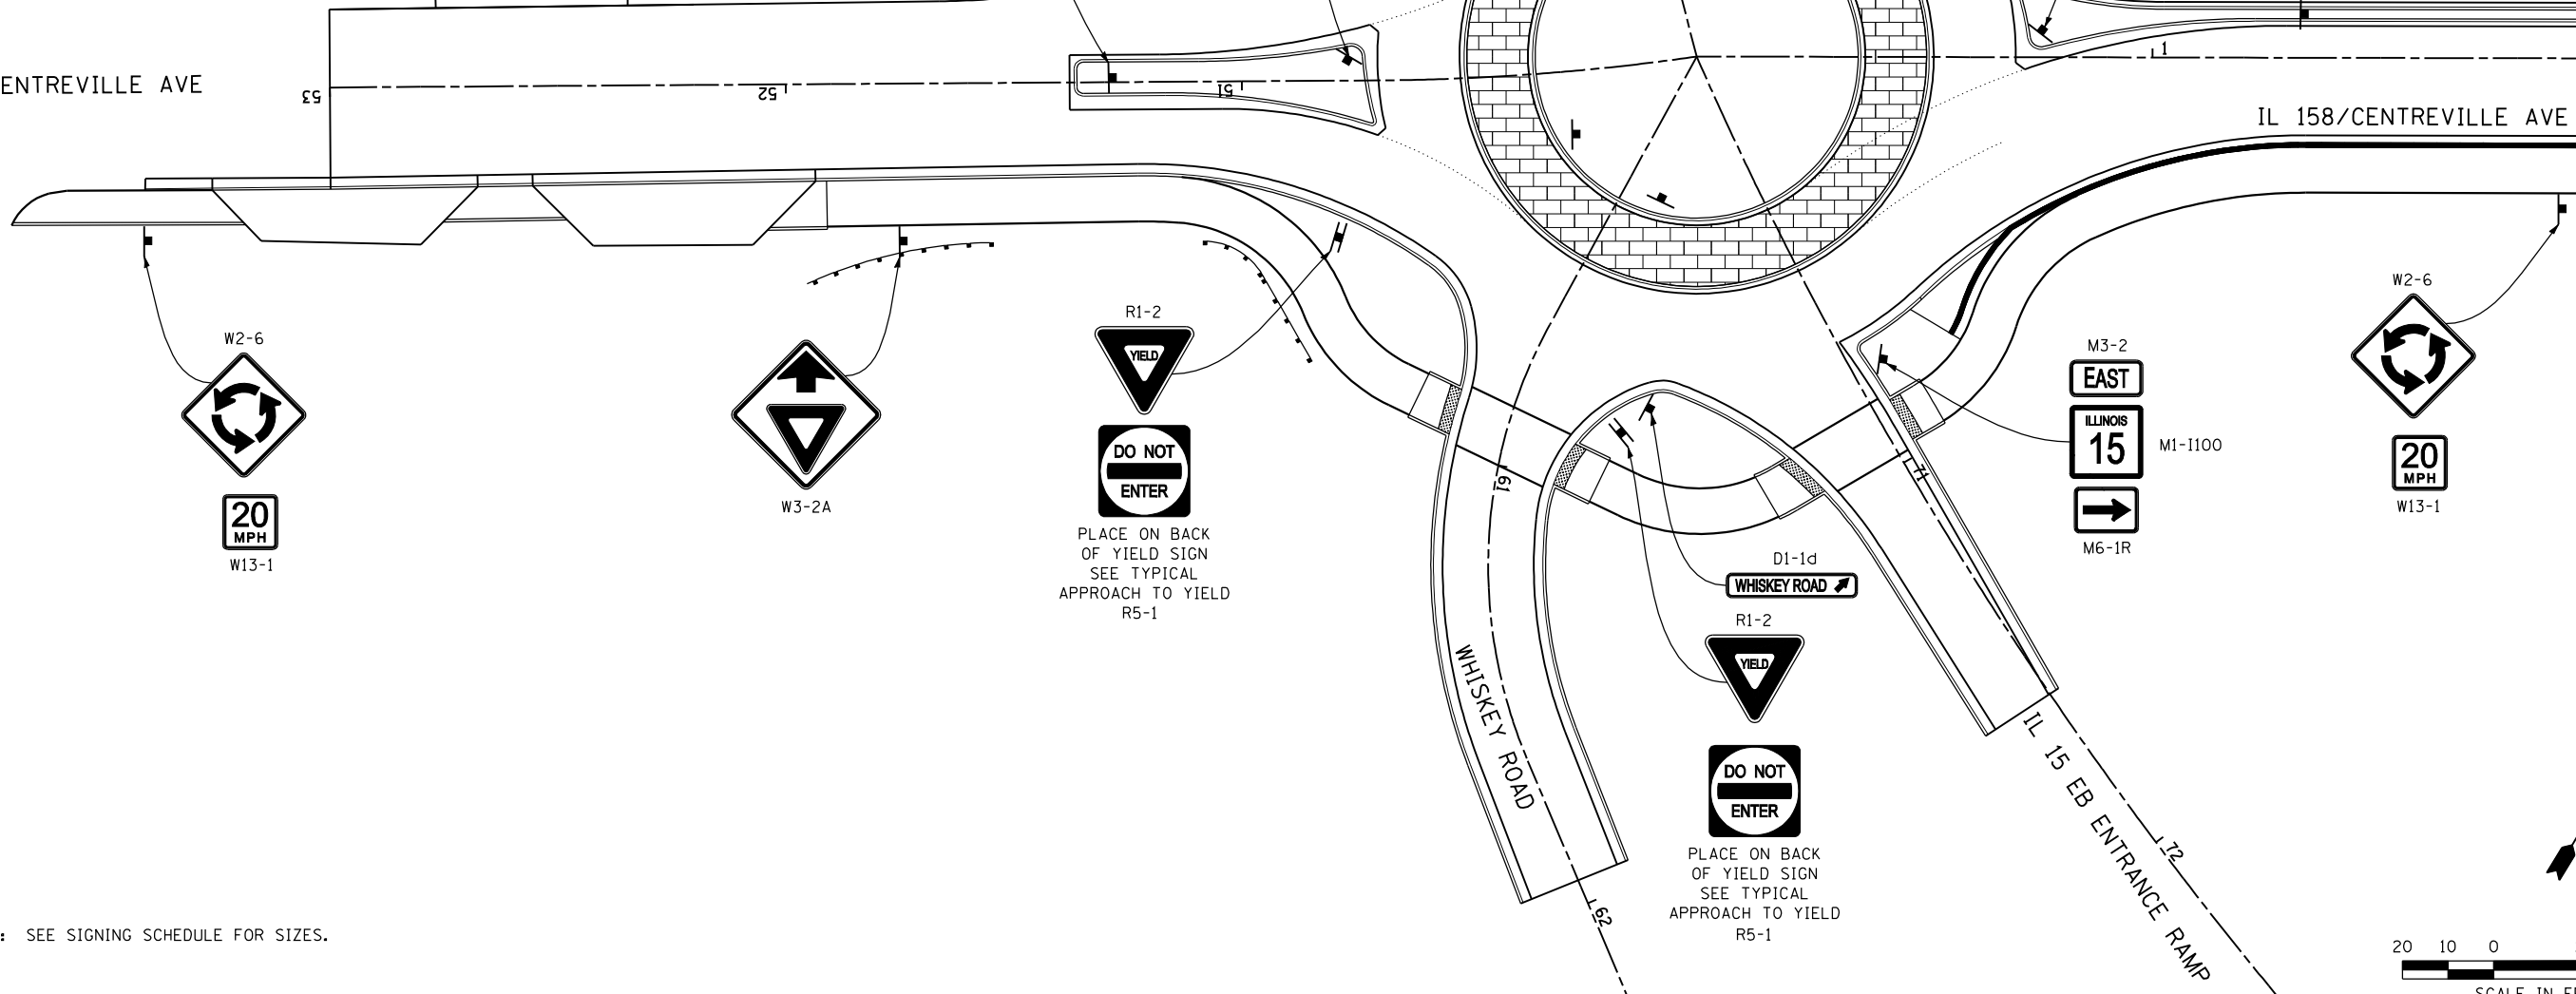 ENTREVILLE AVE
53
52
51
1
IL 158/CENTREVILLE AVE
W2-6
20
MPH
W13-1
W3-2A
R1-2
YIELD
DO NOT
ENTER
PLACE ON BACK
OF YIELD SIGN
SEE TYPICAL
APPROACH TO YIELD
R5-1
61
71
M3-2
EAST
ILLINOIS
15
M1-I100
M6-1R
W2-6
20
MPH
W13-1
D1-1d
WHISKEY ROAD
R1-2
YIELD
DO NOT
ENTER
PLACE ON BACK
OF YIELD SIGN
SEE TYPICAL
APPROACH TO YIELD
R5-1
WHISKEY ROAD
62
IL 15 EB ENTRANCE RAMP
72
: SEE SIGNING SCHEDULE FOR SIZES.
20 10 0
SCALE IN